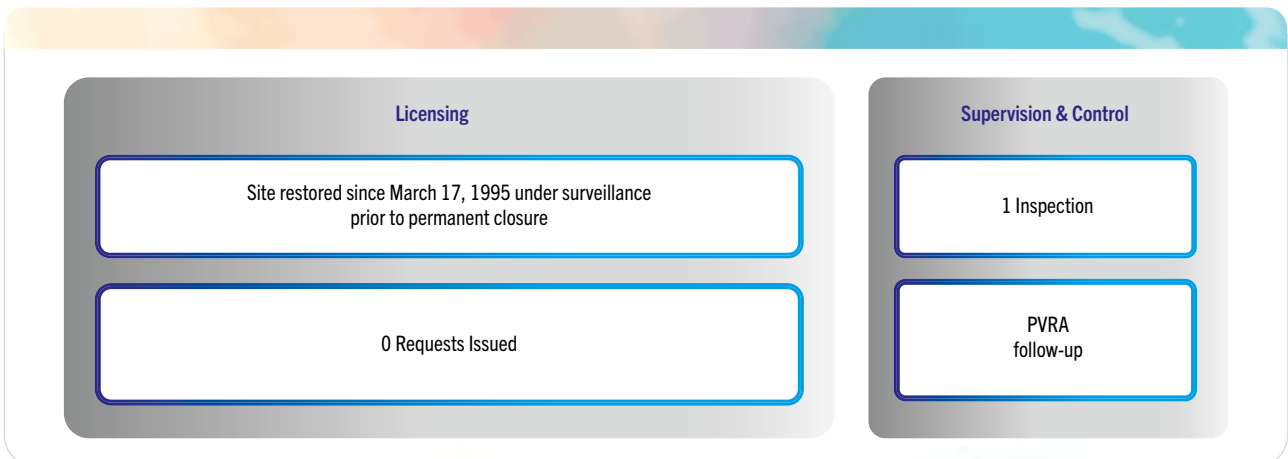 Licensing
Site restored since March 17, 1995 under surveillance
prior to permanent closure
0 Requests Issued
Supervision & Control
1 Inspection
PVRA
follow-up